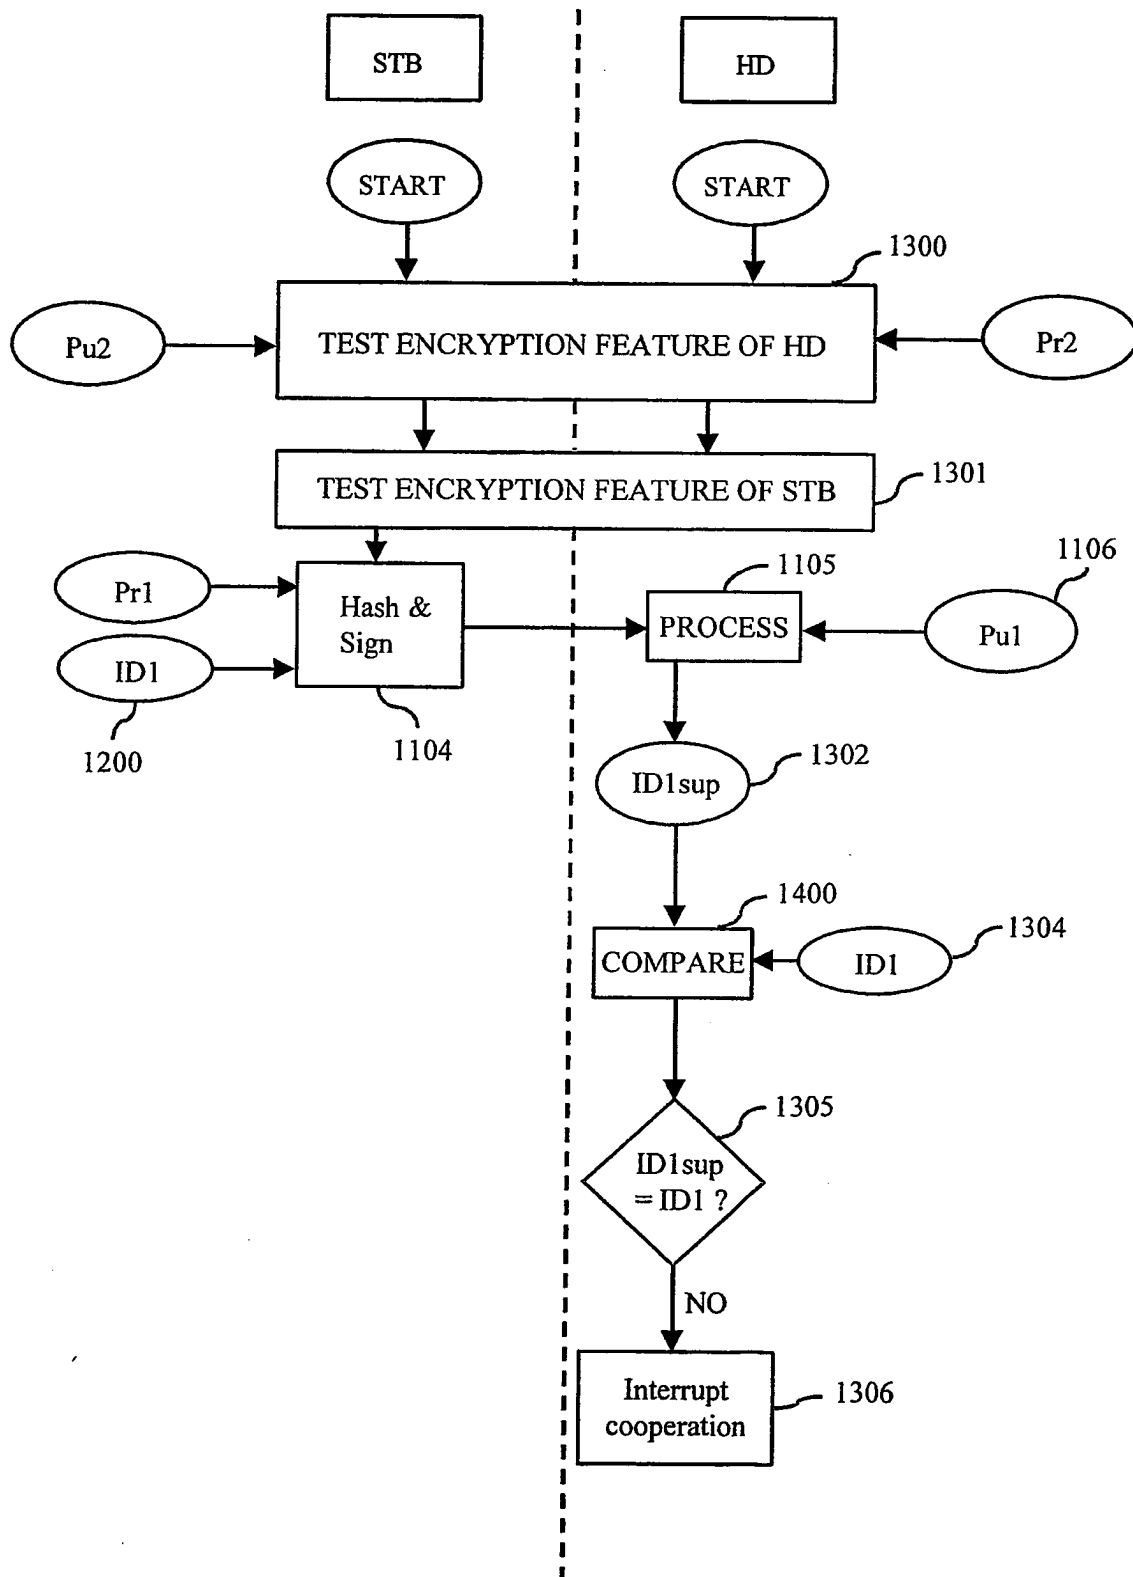 STB
HD
START
START
1300
Pu2
TEST ENCRYPTION FEATURE OF HD
Pr2
TEST ENCRYPTION FEATURE OF STB
1301
1105
1106
Pr1
Hash &
Sign
PROCESS
Pu1
ID1
1200
1104
ID1sup
1302
1400
COMPARE
ID1
1304
1305
ID1sup
= ID1 ?
NO
Interrupt
cooperation
1306